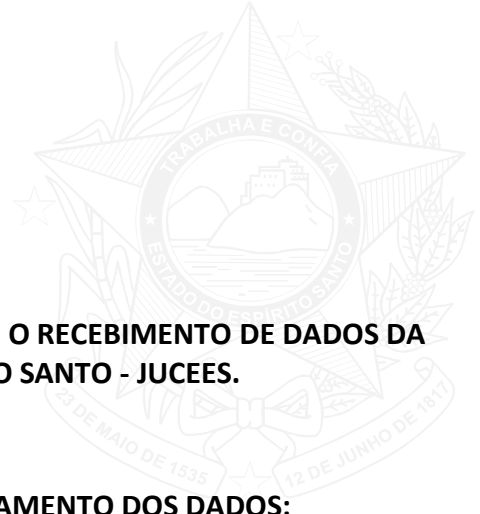 TRABALHA E CONFIA
ESTADO DO ESPÍRITO SANTO
O RECEBIMENTO DE DADOS DA
O SANTO - JUCEES.
23 DE MAIO DE 1535
12 DE JUNHO DE 1817
AMENTO DOS DADOS: